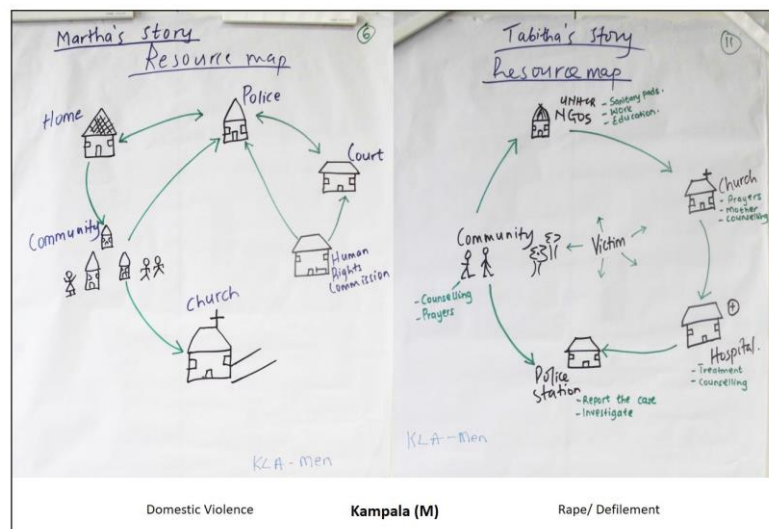 Martha's story
6
Resource map
Home
Police
Court
Community
Human
Rights
Commission
Church
KLA-Men
Tabitha's Story
11
Resource map
UNHCR
NGOs
- Sanitary pads.
- Work
- Education.
Church
- Prayers
- Mother
- Counselling
Community
Victim
- Counselling
- Prayers
Hospital.
- Treatment
- Counselling
Police
station
- Report the case
- Investigate
KLA-Men
Domestic Violence
Kampala (M)
Rape/ Defilement